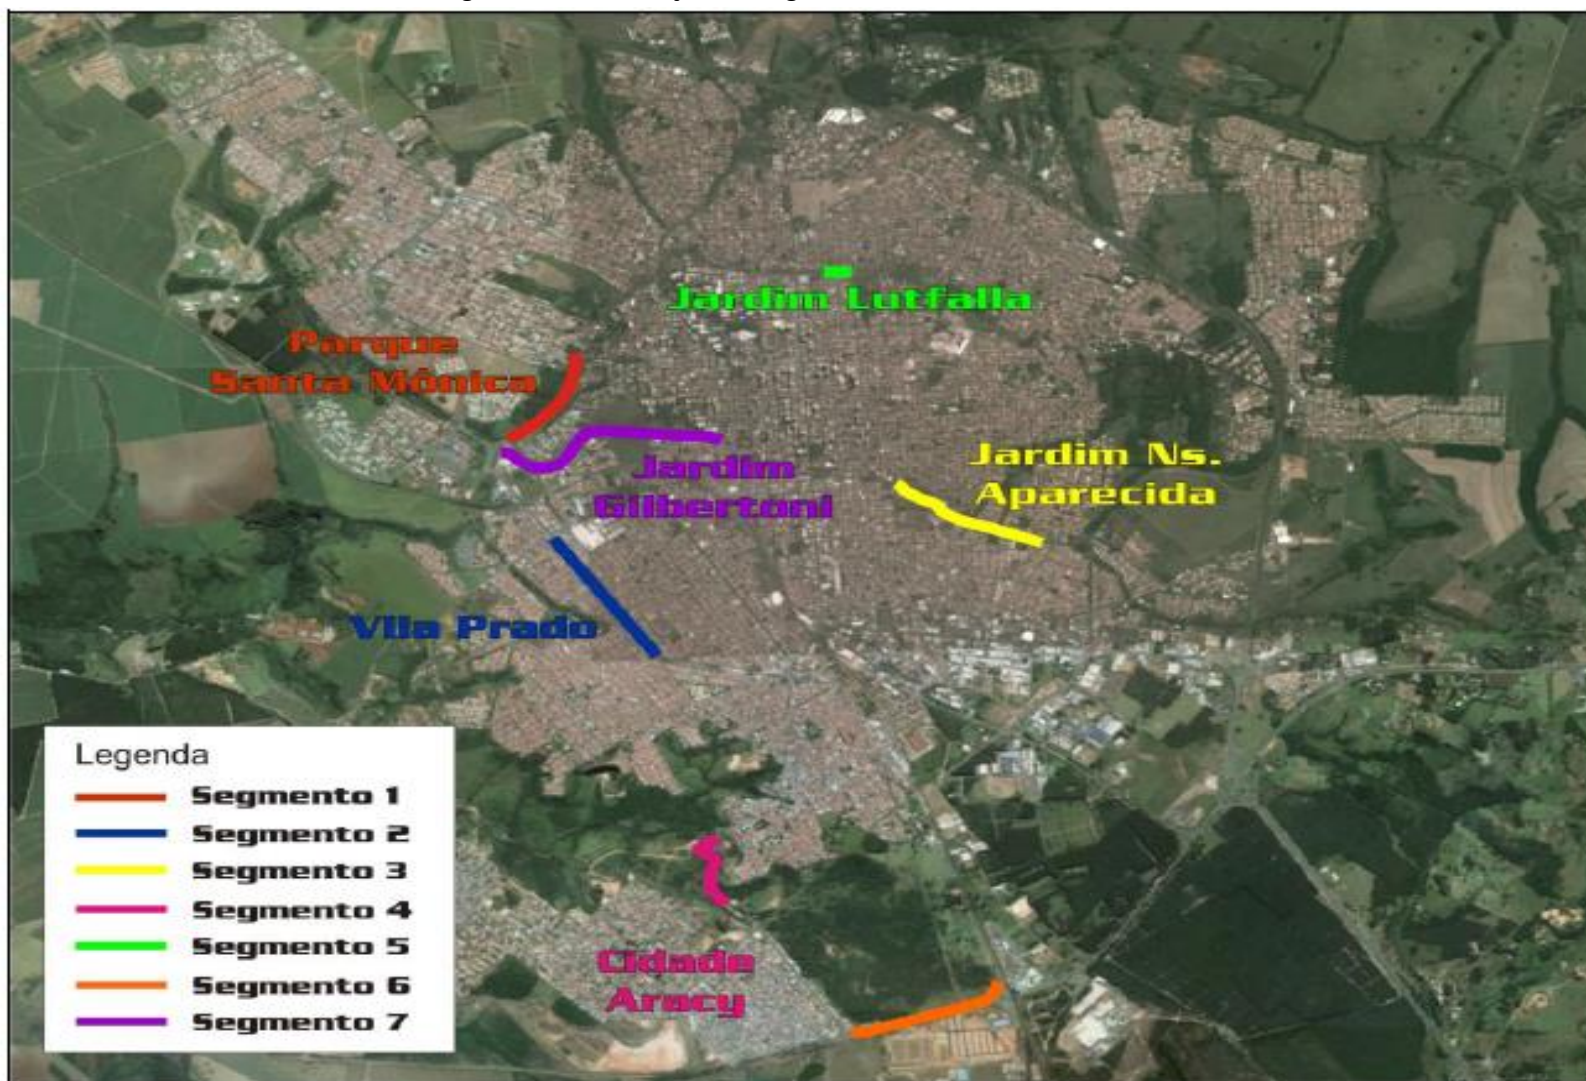 Jardim Lutfalla
Parque
Santa Mônica
Jardim Ns.
Aparecida
Jardim
Gilbertoni
Vila Prado
Legenda
Segmento 1
Segmento 2
Segmento 3
Segmento 4
Segmento 5
Segmento 6
Segmento 7
Cidade
Aracy